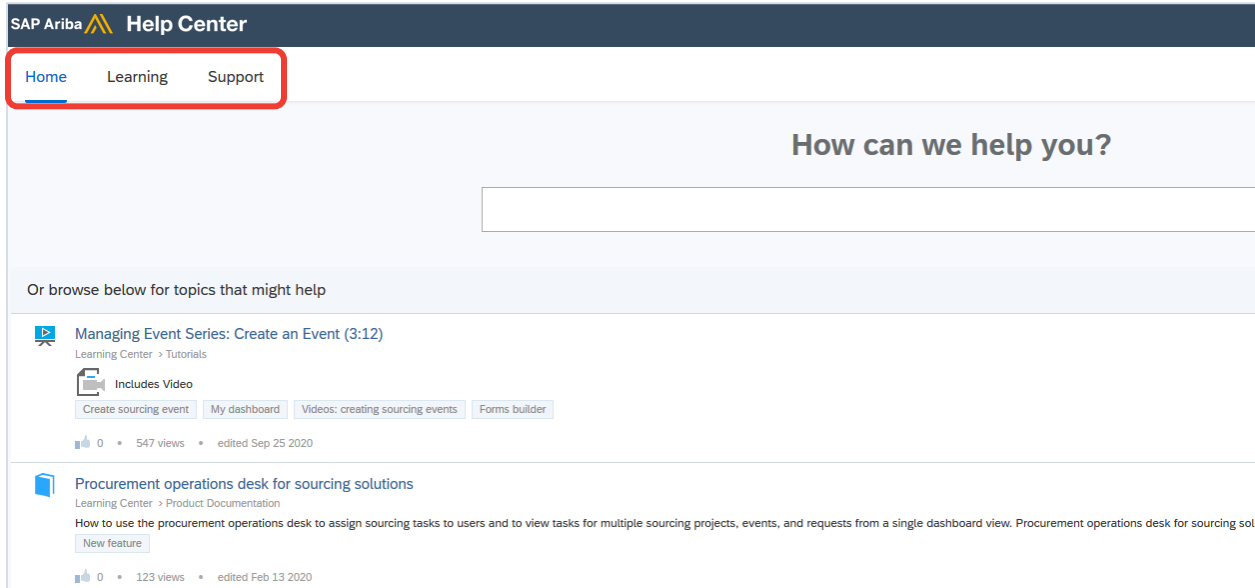 SAP Ariba Help Center
Home Learning Support
How can we help you?
Or browse below for topics that might help
Managing Event Series: Create an Event (3:12)
Learning Center > Tutorials
Includes Video
Create sourcing event My dashboard Videos: creating sourcing events Forms builder
0 • 547 views • edited Sep 25 2020
Procurement operations desk for sourcing solutions
Learning Center > Product Documentation
How to use the procurement operations desk to assign sourcing tasks to users and to view tasks for multiple sourcing projects, events, and requests from a single dashboard view. Procurement operations desk for sourcing sol
New feature
0 • 123 views • edited Feb 13 2020